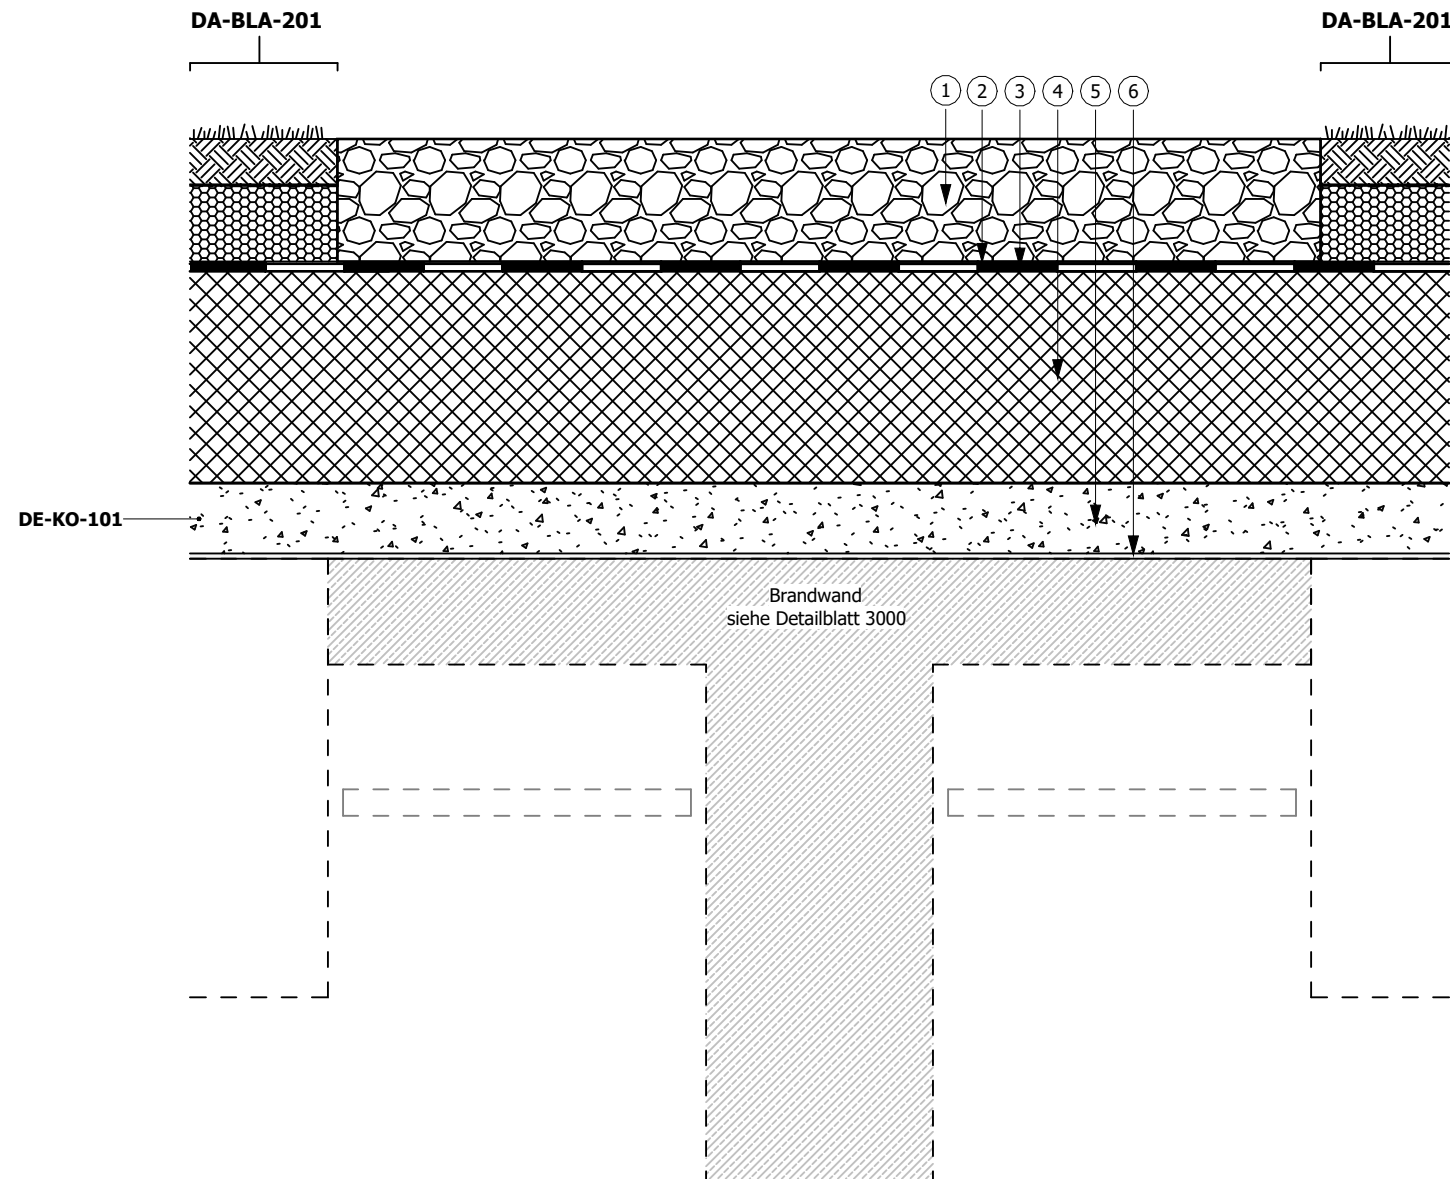 DA-BLA-201
DA-BLA-201
1 2 3 4 5 6
DE-KO-101
Brandwand
siehe Detailblatt 3000